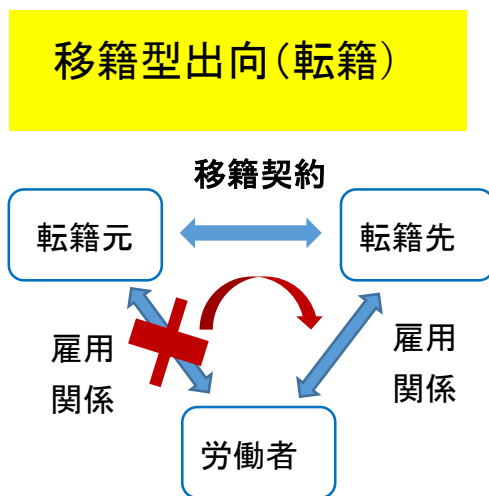 移籍型出向(転籍)
移籍契約
転籍元
転籍先
雇用
関係
雇用
関係
労働者